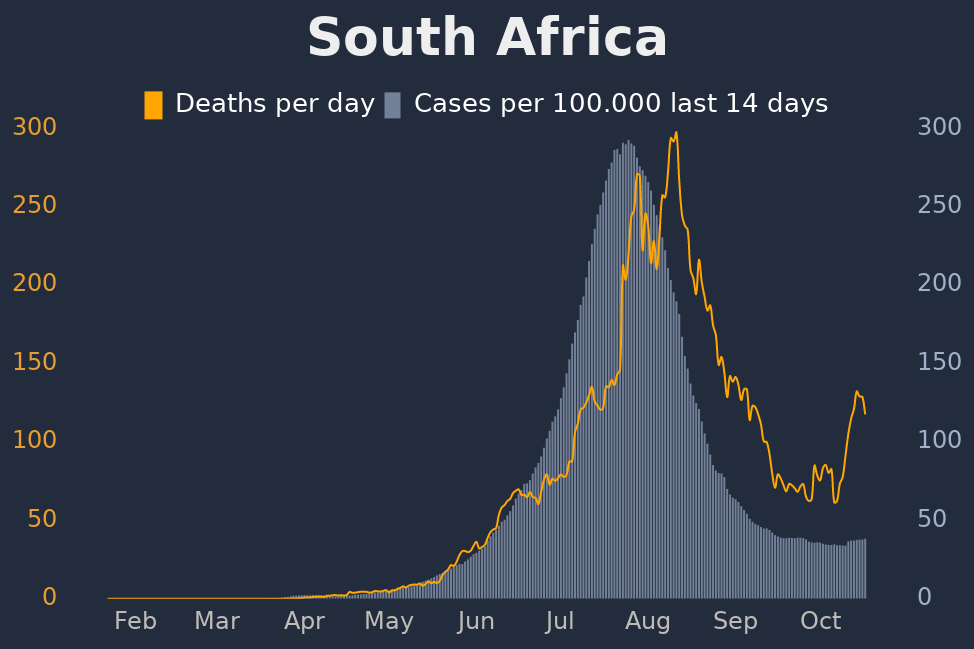 South Africa
Deaths per day Cases per 100.000 last 14 days
300 300
250 250
200 200
150 150
100 100
50 50
0 0
Feb Mar Apr May Jun Jul Aug Sep Oct